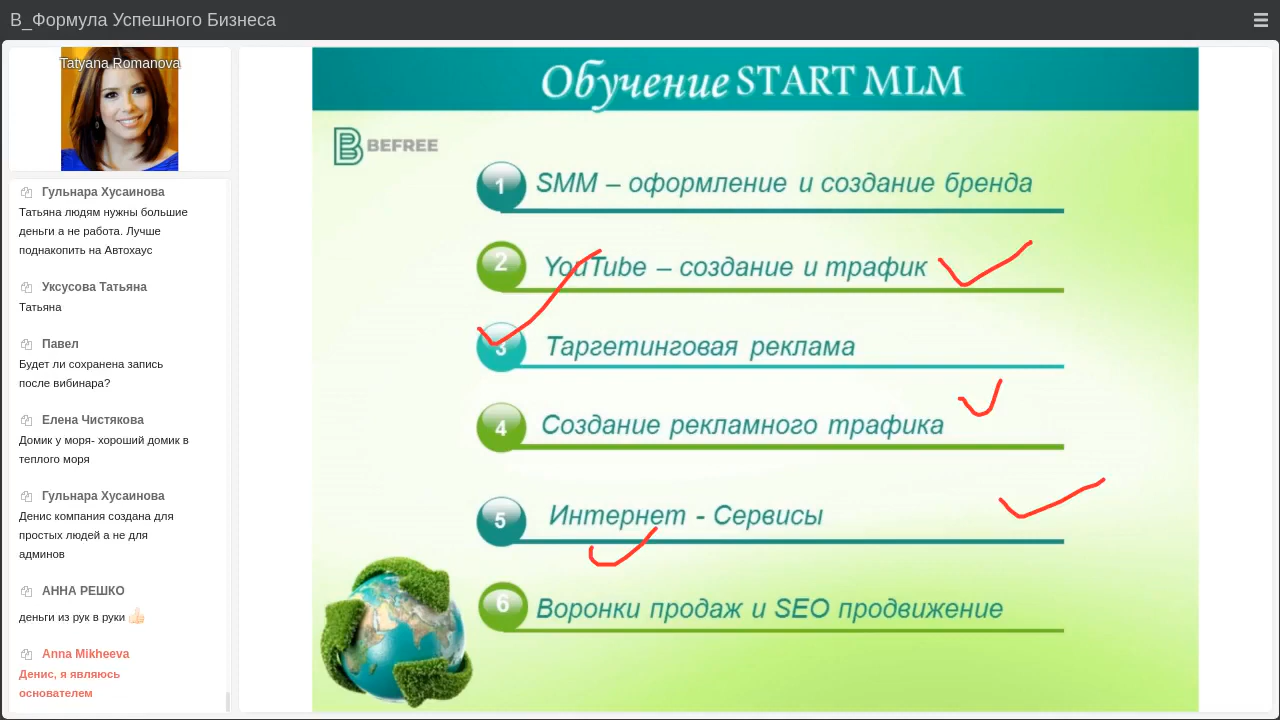 В_Формула Успешного Бизнеса
Tatyana Romanova
Гульнара Хусаинова
Татьяна людям нужны большие
деньги а не работа. Лучше
поднакопить на Автохаус
Уксусова Татьяна
Татьяна
Павел
Будет ли сохранена запись
после вибинара?
Елена Чистякова
Домик у моря- хороший домик в
теплого моря
Гульнара Хусаинова
Денис компания создана для
простых людей а не для
админов
АННА РЕШКО
деньги из рук в руки
Anna Mikheeva
Денис, я являюсь
основателем
Обучение START MLM
BEFREE
1 SMM – оформление и создание бренда
2 YouTube – создание и трафик
3 Таргетинговая реклама
4 Создание рекламного трафика
5 Интернет - Сервисы
6 Воронки продаж и SEO продвижение